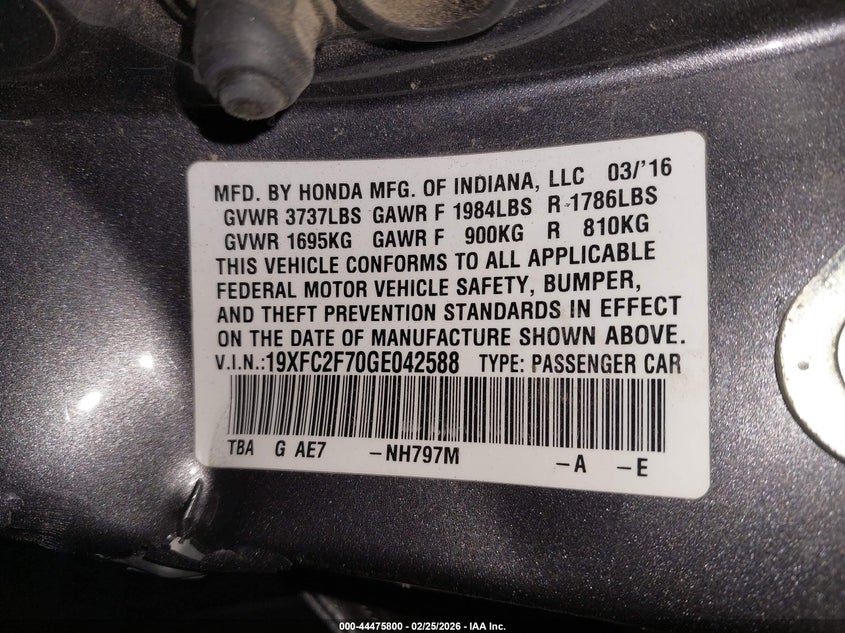 MFD. BY HONDA MFG. OF INDIANA, LLC 03/'16
GVWR 3737LBS GAWR F 1984LBS R 1786LBS
GVWR 1695KG GAWR F 900KG R 810KG
THIS VEHICLE CONFORMS TO ALL APPLICABLE
FEDERAL MOTOR VEHICLE SAFETY, BUMPER,
AND THEFT PREVENTION STANDARDS IN EFFECT
ON THE DATE OF MANUFACTURE SHOWN ABOVE.
V.I.N.:19XFC2F70GE042588 TYPE: PASSENGER CAR
TBA G AE7 -NH797M -A -E
000-44475800 - 02/25/2026 - IAA Inc.